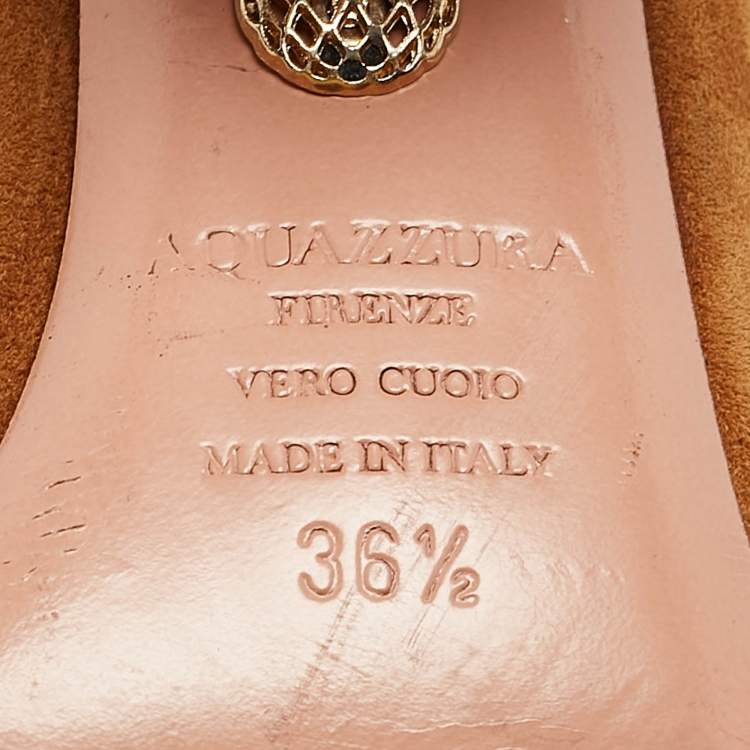 AQUAZZURA
FIRENZE
VERO CUOIO
MADE IN ITALY
36½